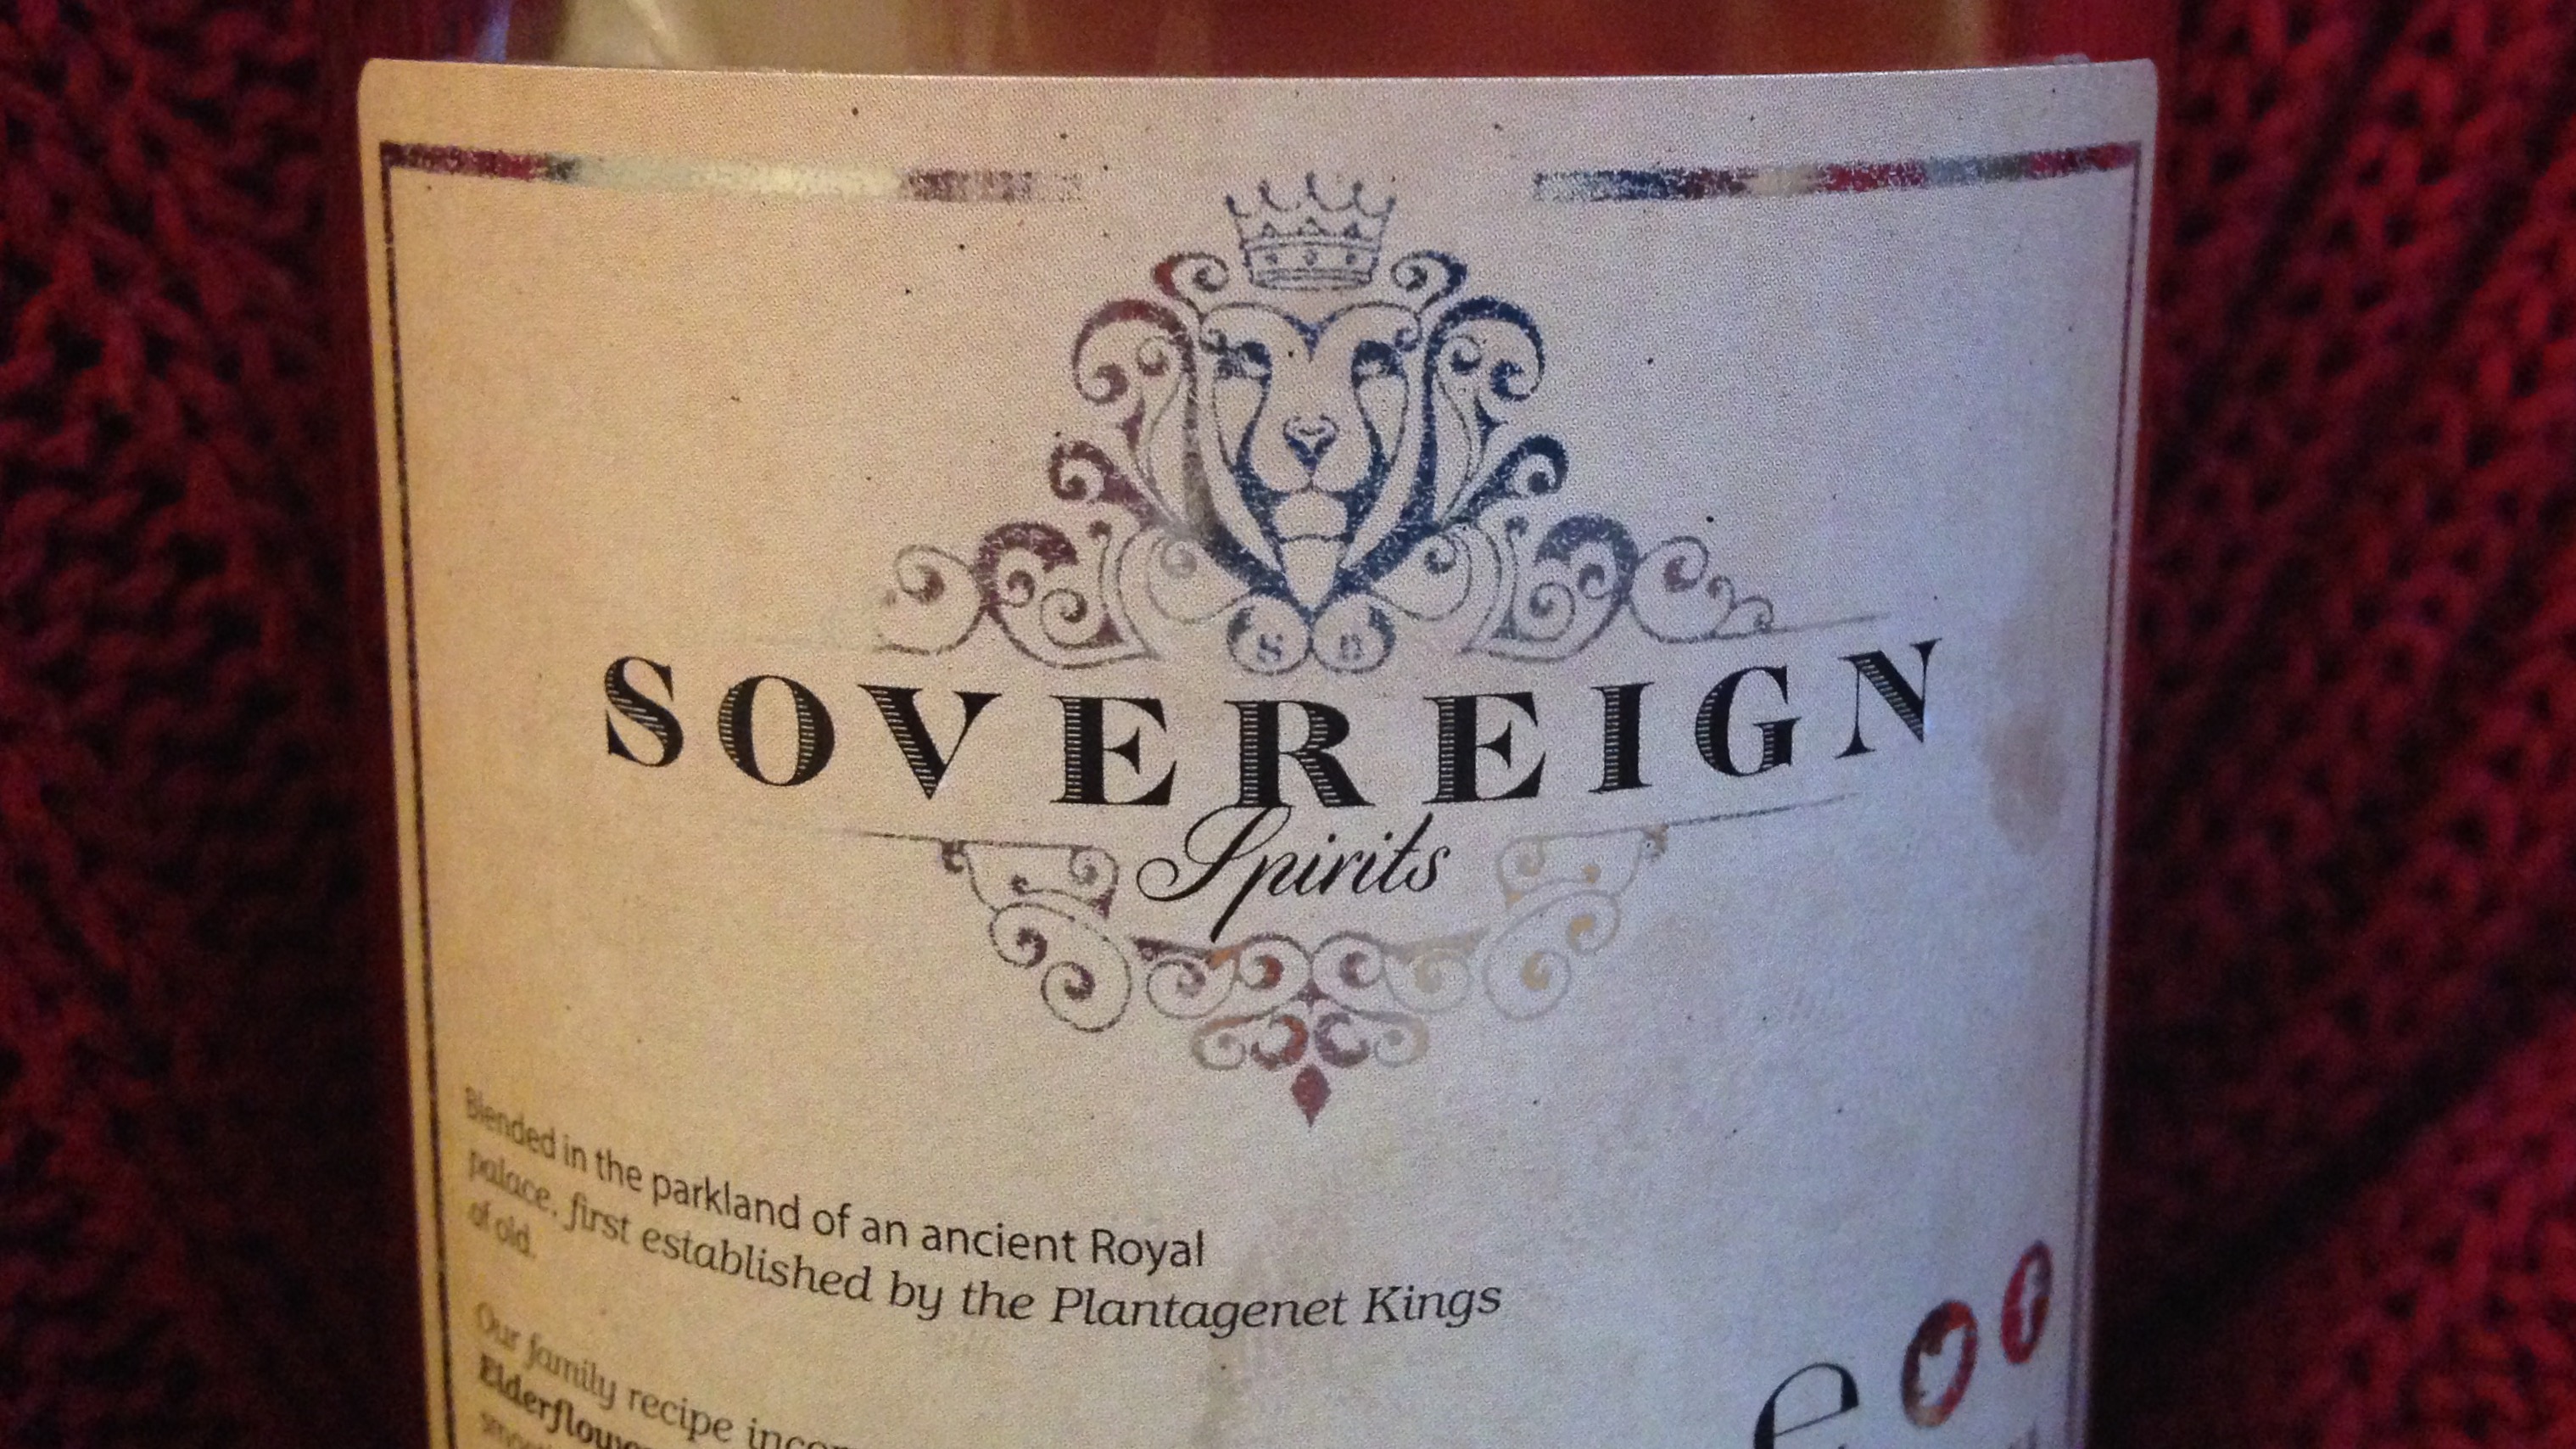 S B
SOVEREIGN
Spirits
Blended in the parkland of an ancient Royal
palace, first established by the Plantagenet Kings
of old.
Our family recipe
Elderflower
e